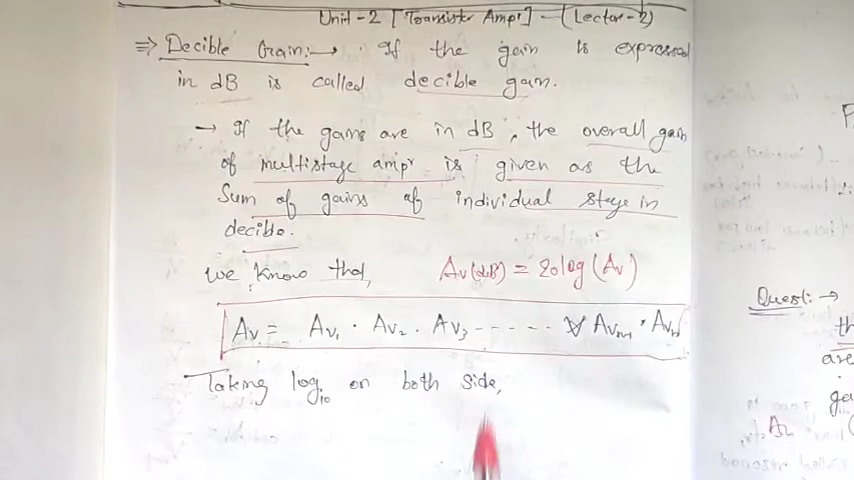 Unit-2 [Transistor Ampr] - (Lector-2)
⇒ Decible Gain:→ If the gain is expressed
in dB is called decible gain.
→ If the gains are in dB, the overall gain
of multistage ampr is given as the
Sum of gains of individual stage in
decible.
we know that, Av(dB) = 20log(Av)
Av = Av1 · Av2 · Av3 ------ Avn-1 · Avn
Taking log10 on both side,
Quest: →
th
are
ga